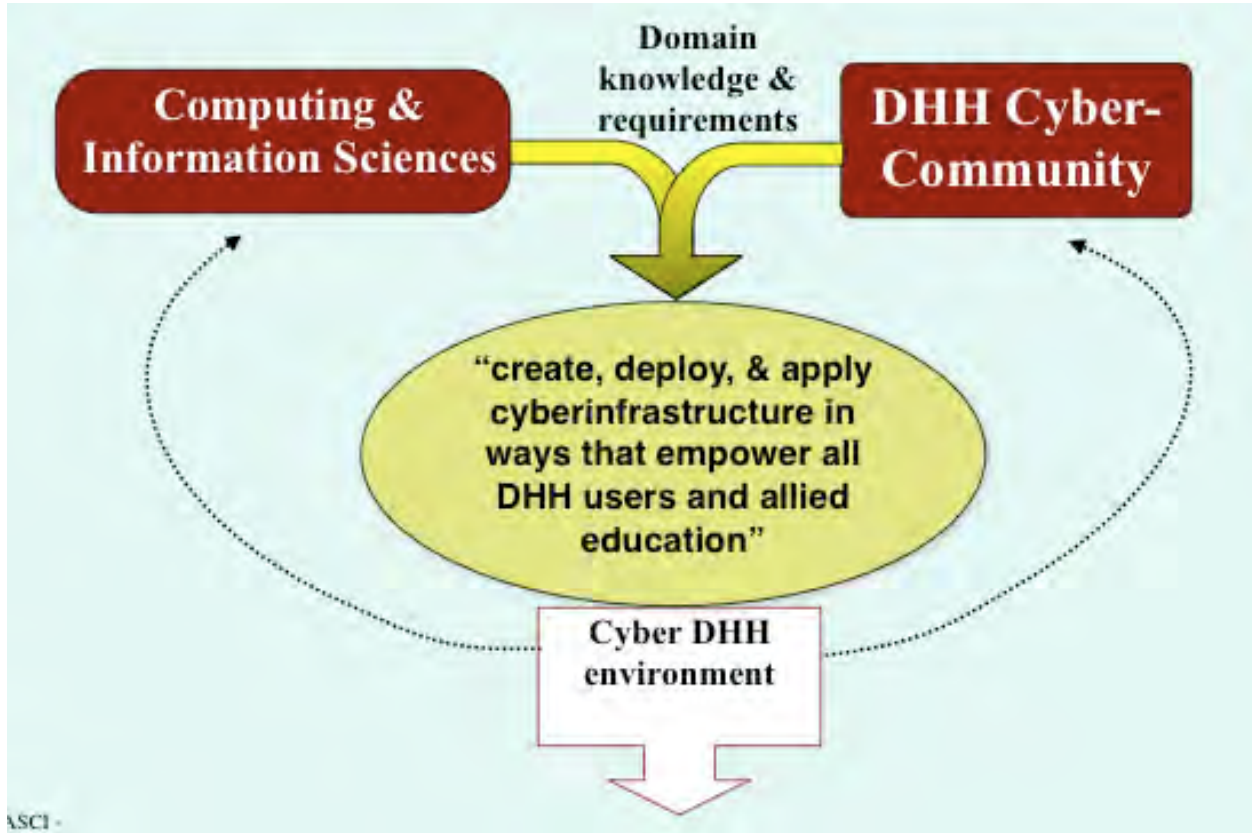 Domain
knowledge &
requirements
Computing &
Information Sciences
DHH Cyber-
Community
“create, deploy, & apply
cyberinfrastructure in
ways that empower all
DHH users and allied
education”
Cyber DHH
environment
ASCI -